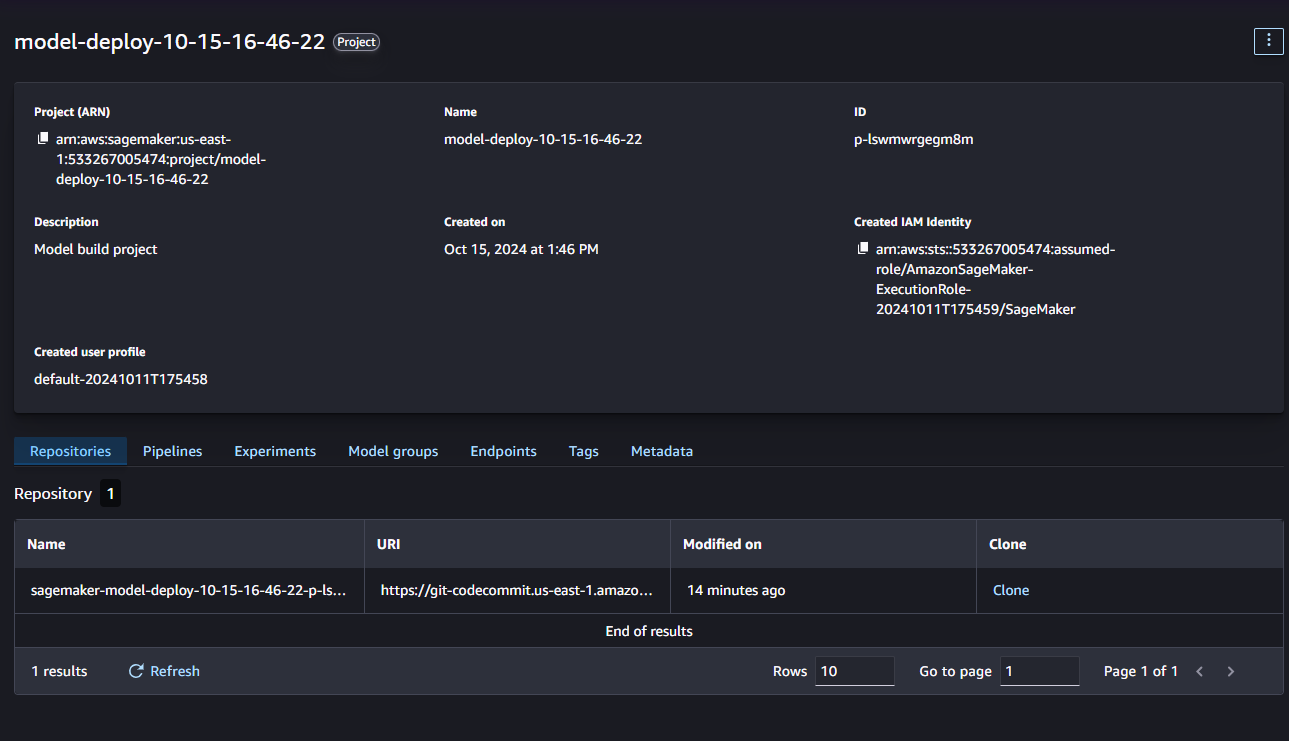 model-deploy-10-15-16-46-22 Project
Project (ARN)
arn:aws:sagemaker:us-east-
1:533267005474:project/model-
deploy-10-15-16-46-22
Name
model-deploy-10-15-16-46-22
ID
p-lswmwrgegm8m
Description
Model build project
Created on
Oct 15, 2024 at 1:46 PM
Created IAM Identity
arn:aws:sts::533267005474:assumed-
role/AmazonSageMaker-
ExecutionRole-
20241011T175459/SageMaker
Created user profile
default-20241011T175458
Repositories Pipelines Experiments Model groups Endpoints Tags Metadata
Repository 1
Name URI Modified on Clone
sagemaker-model-deploy-10-15-16-46-22-p-ls... https://git-codecommit.us-east-1.amazo... 14 minutes ago Clone
End of results
1 results Refresh Rows 10 Go to page 1 Page 1 of 1